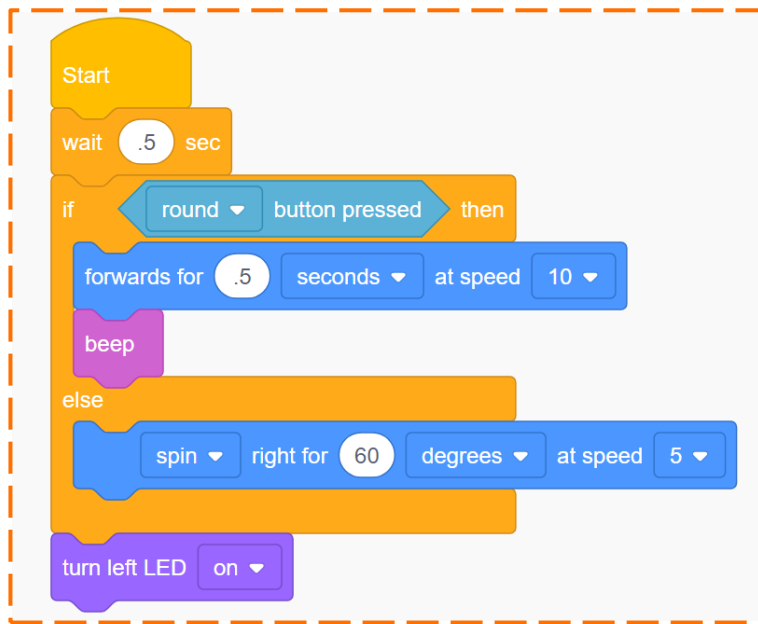 Start
wait .5 sec
if round button pressed then
forwards for .5 seconds at speed 10
beep
else
spin right for 60 degrees at speed 5
turn left LED on